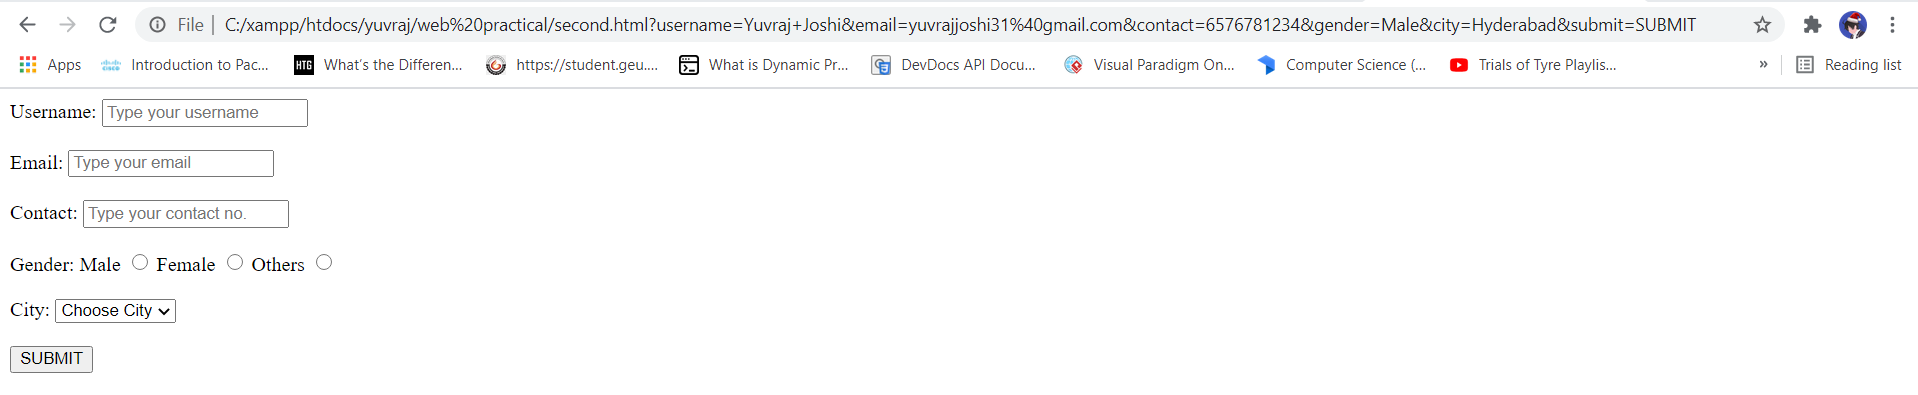 File | C:/xampp/htdocs/yuvraj/web%20practical/second.html?username=Yuvraj+Joshi&email=yuvrajjoshi31%40gmail.com&contact=6576781234&gender=Male&city=Hyderabad&submit=SUBMIT
Apps Introduction to Pac... HTG What's the Differen... https://student.geu.... What is Dynamic Pr... DevDocs API Docu... Visual Paradigm On... Computer Science (... Trials of Tyre Playlis... » Reading list
Username: Type your username
Email: Type your email
Contact: Type your contact no.
Gender: Male Female Others
City: Choose City
SUBMIT